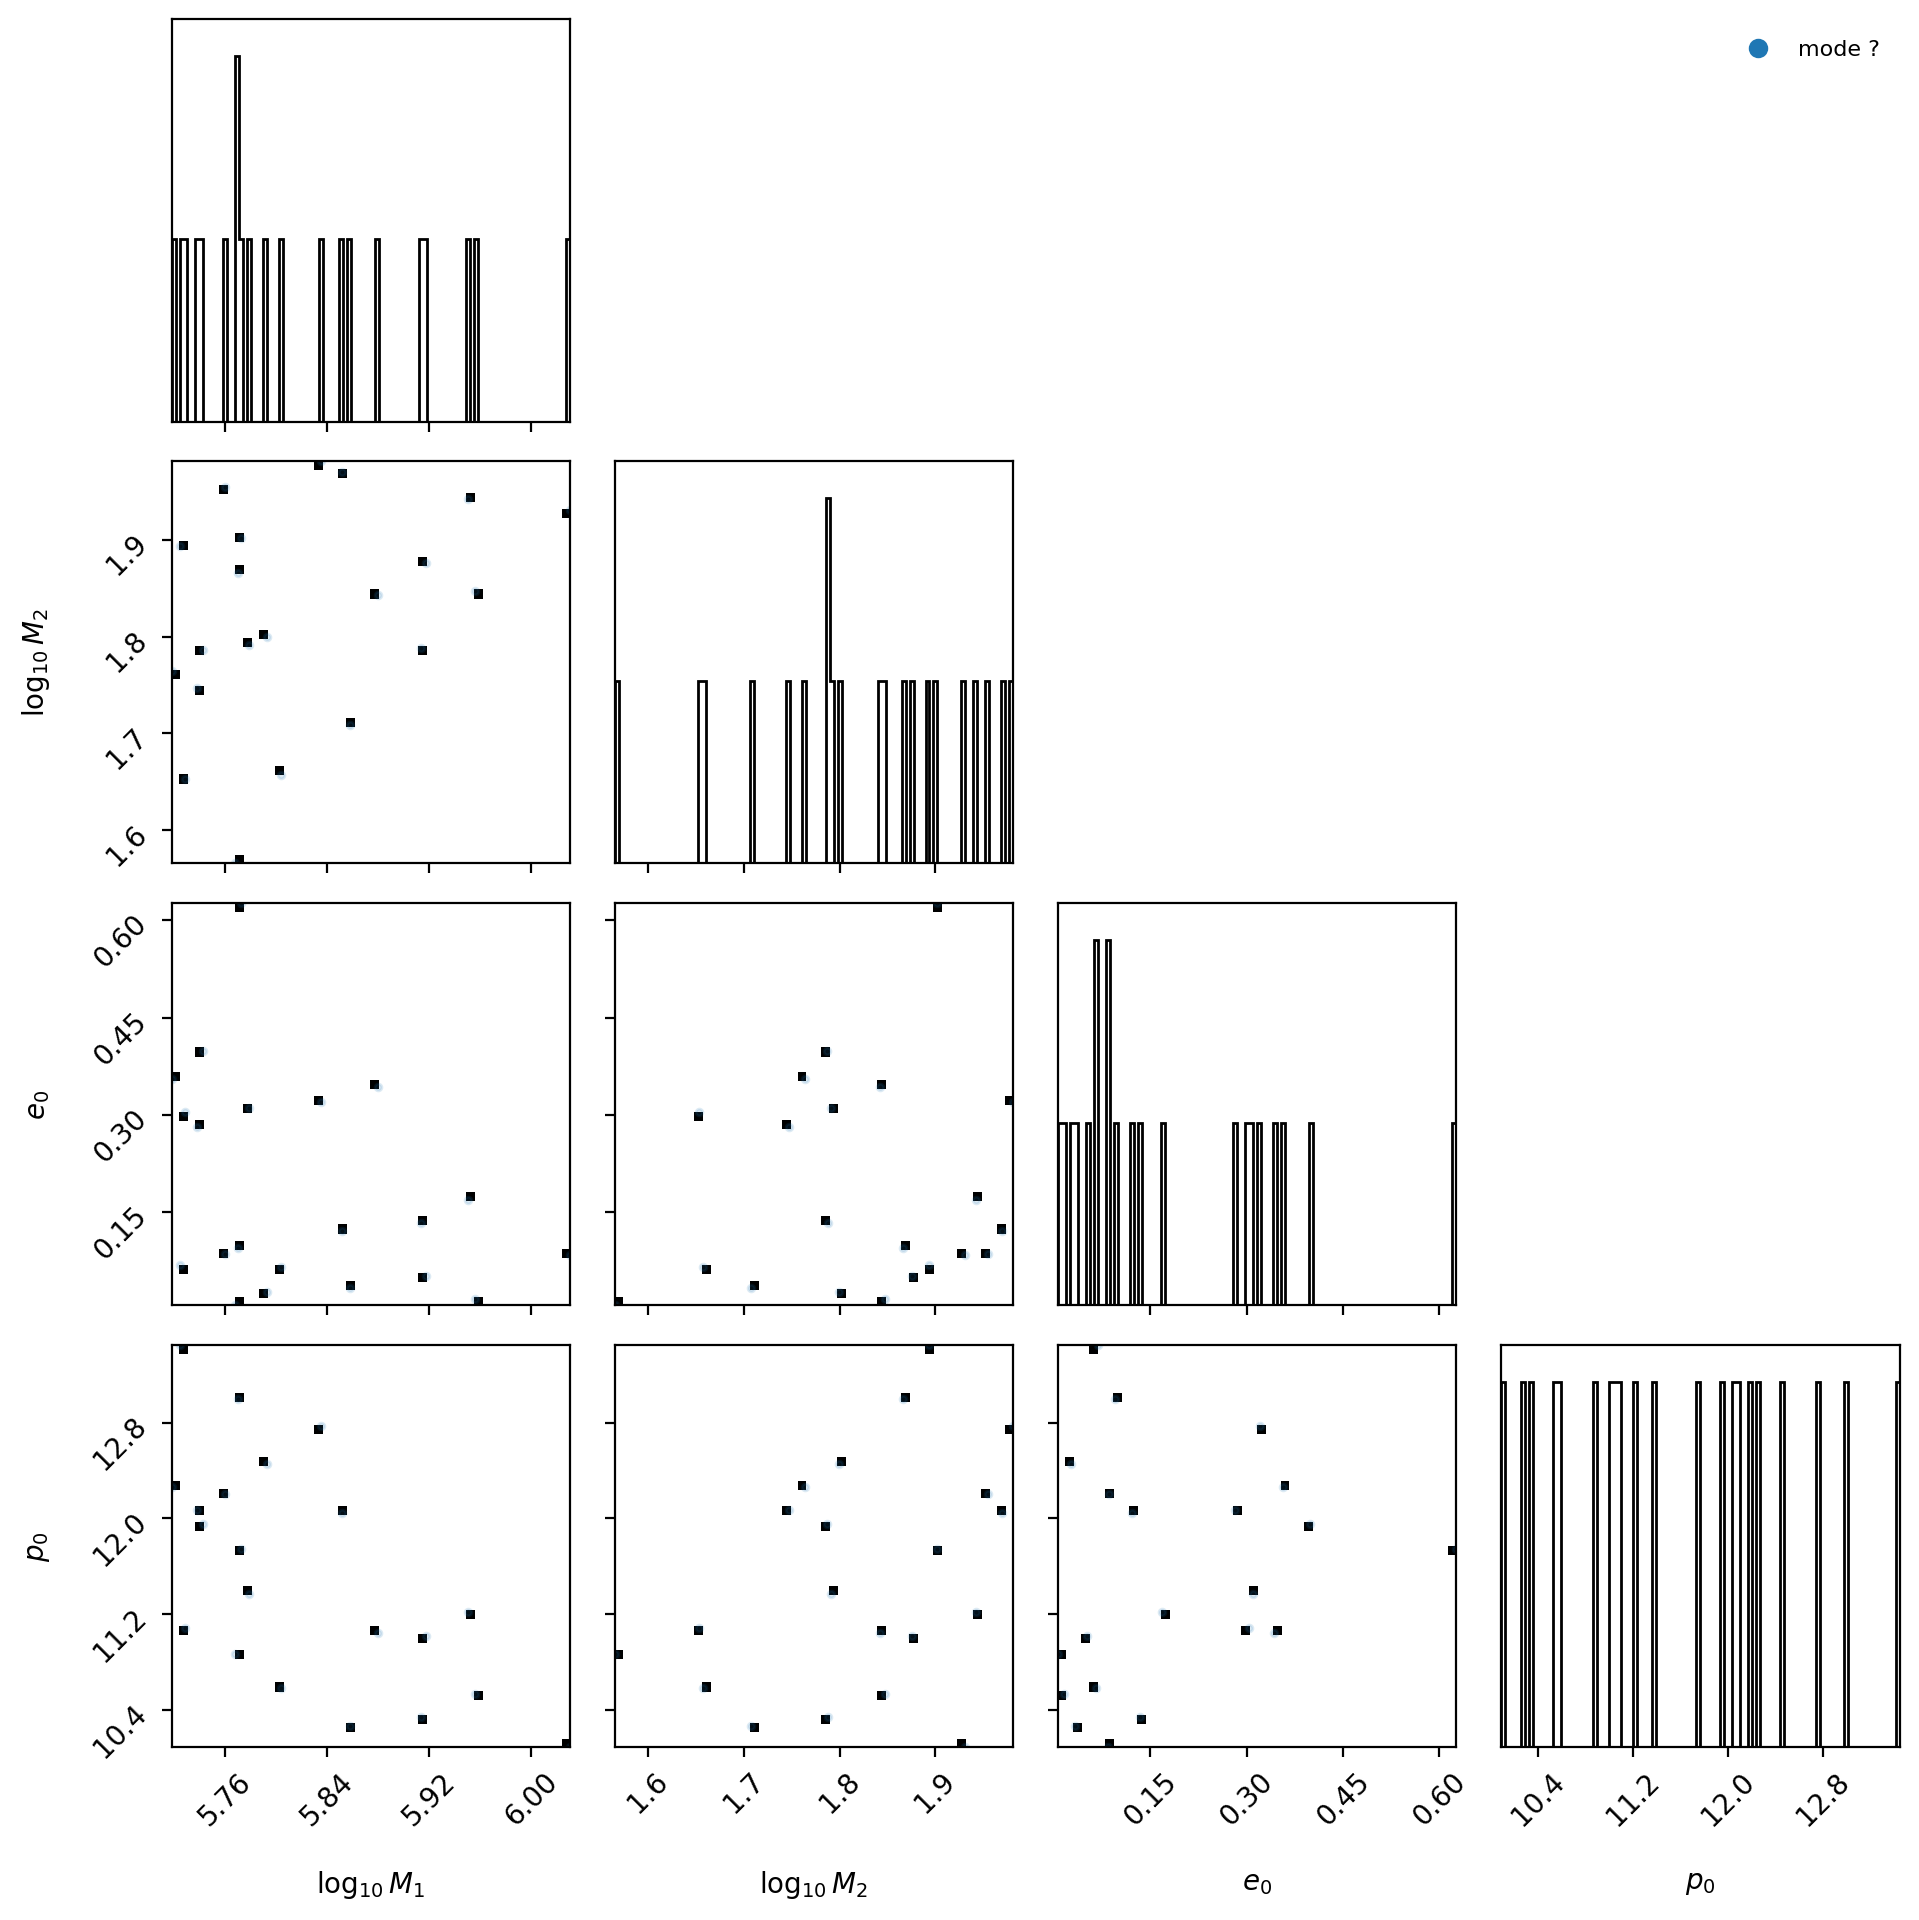 mode ?
log₁₀ M₂
1.9
1.8
1.7
1.6
e₀
0.60
0.45
0.30
0.15
p₀
12.8
12.0
11.2
10.4
5.76 5.84 5.92 6.00
1.6 1.7 1.8 1.9
0.15 0.30 0.45 0.60
10.4 11.2 12.0 12.8
log₁₀ M₁ log₁₀ M₂ e₀ p₀